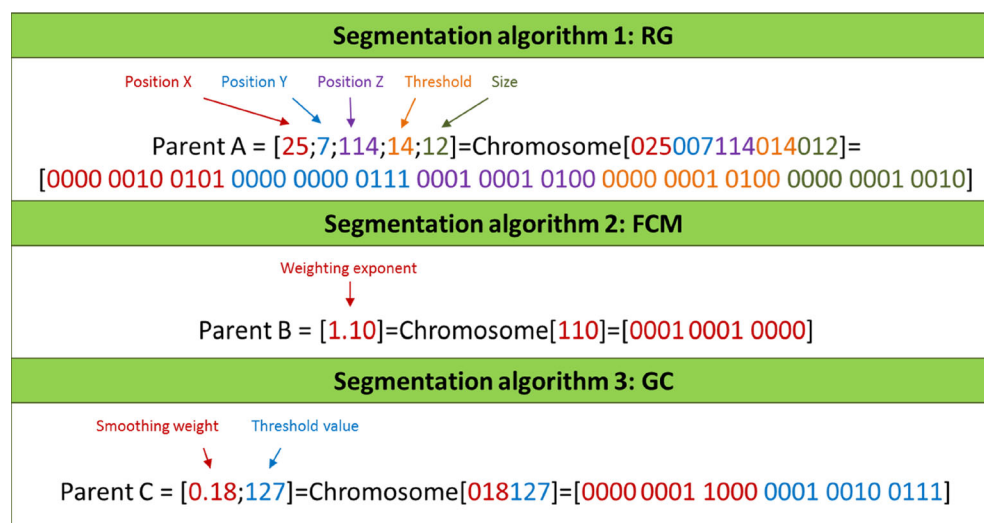 Segmentation algorithm 1: RG
Position X Position Y Position Z Threshold Size
Parent A = [25;7;114;14;12]=Chromosome[025007114014012]=
[0000 0010 0101 0000 0000 0111 0001 0001 0100 0000 0001 0100 0000 0001 0010]
Segmentation algorithm 2: FCM
Weighting exponent
Parent B = [1.10]=Chromosome[110]=[0001 0001 0000]
Segmentation algorithm 3: GC
Smoothing weight Threshold value
Parent C = [0.18;127]=Chromosome[018127]=[0000 0001 1000 0001 0010 0111]